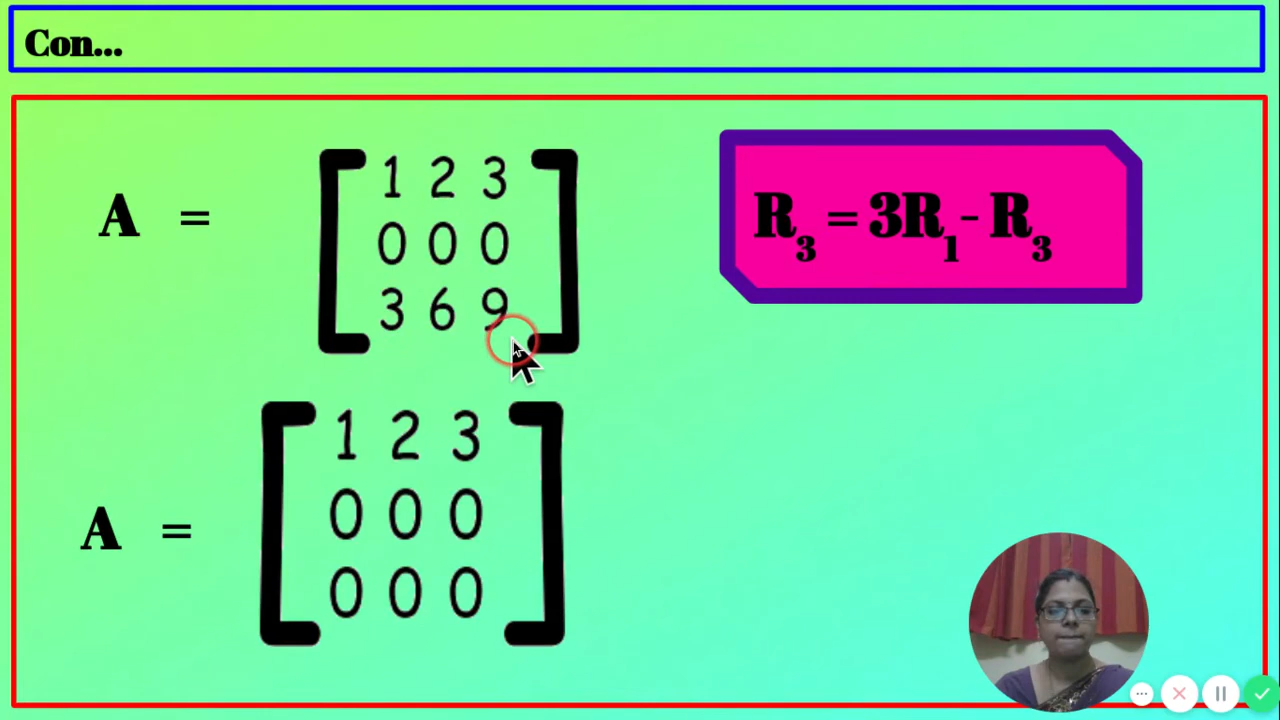 Con...
A = [1 2 3
0 0 0
3 6 9]
R₃ = 3R₁- R₃
A = [1 2 3
0 0 0
0 0 0]